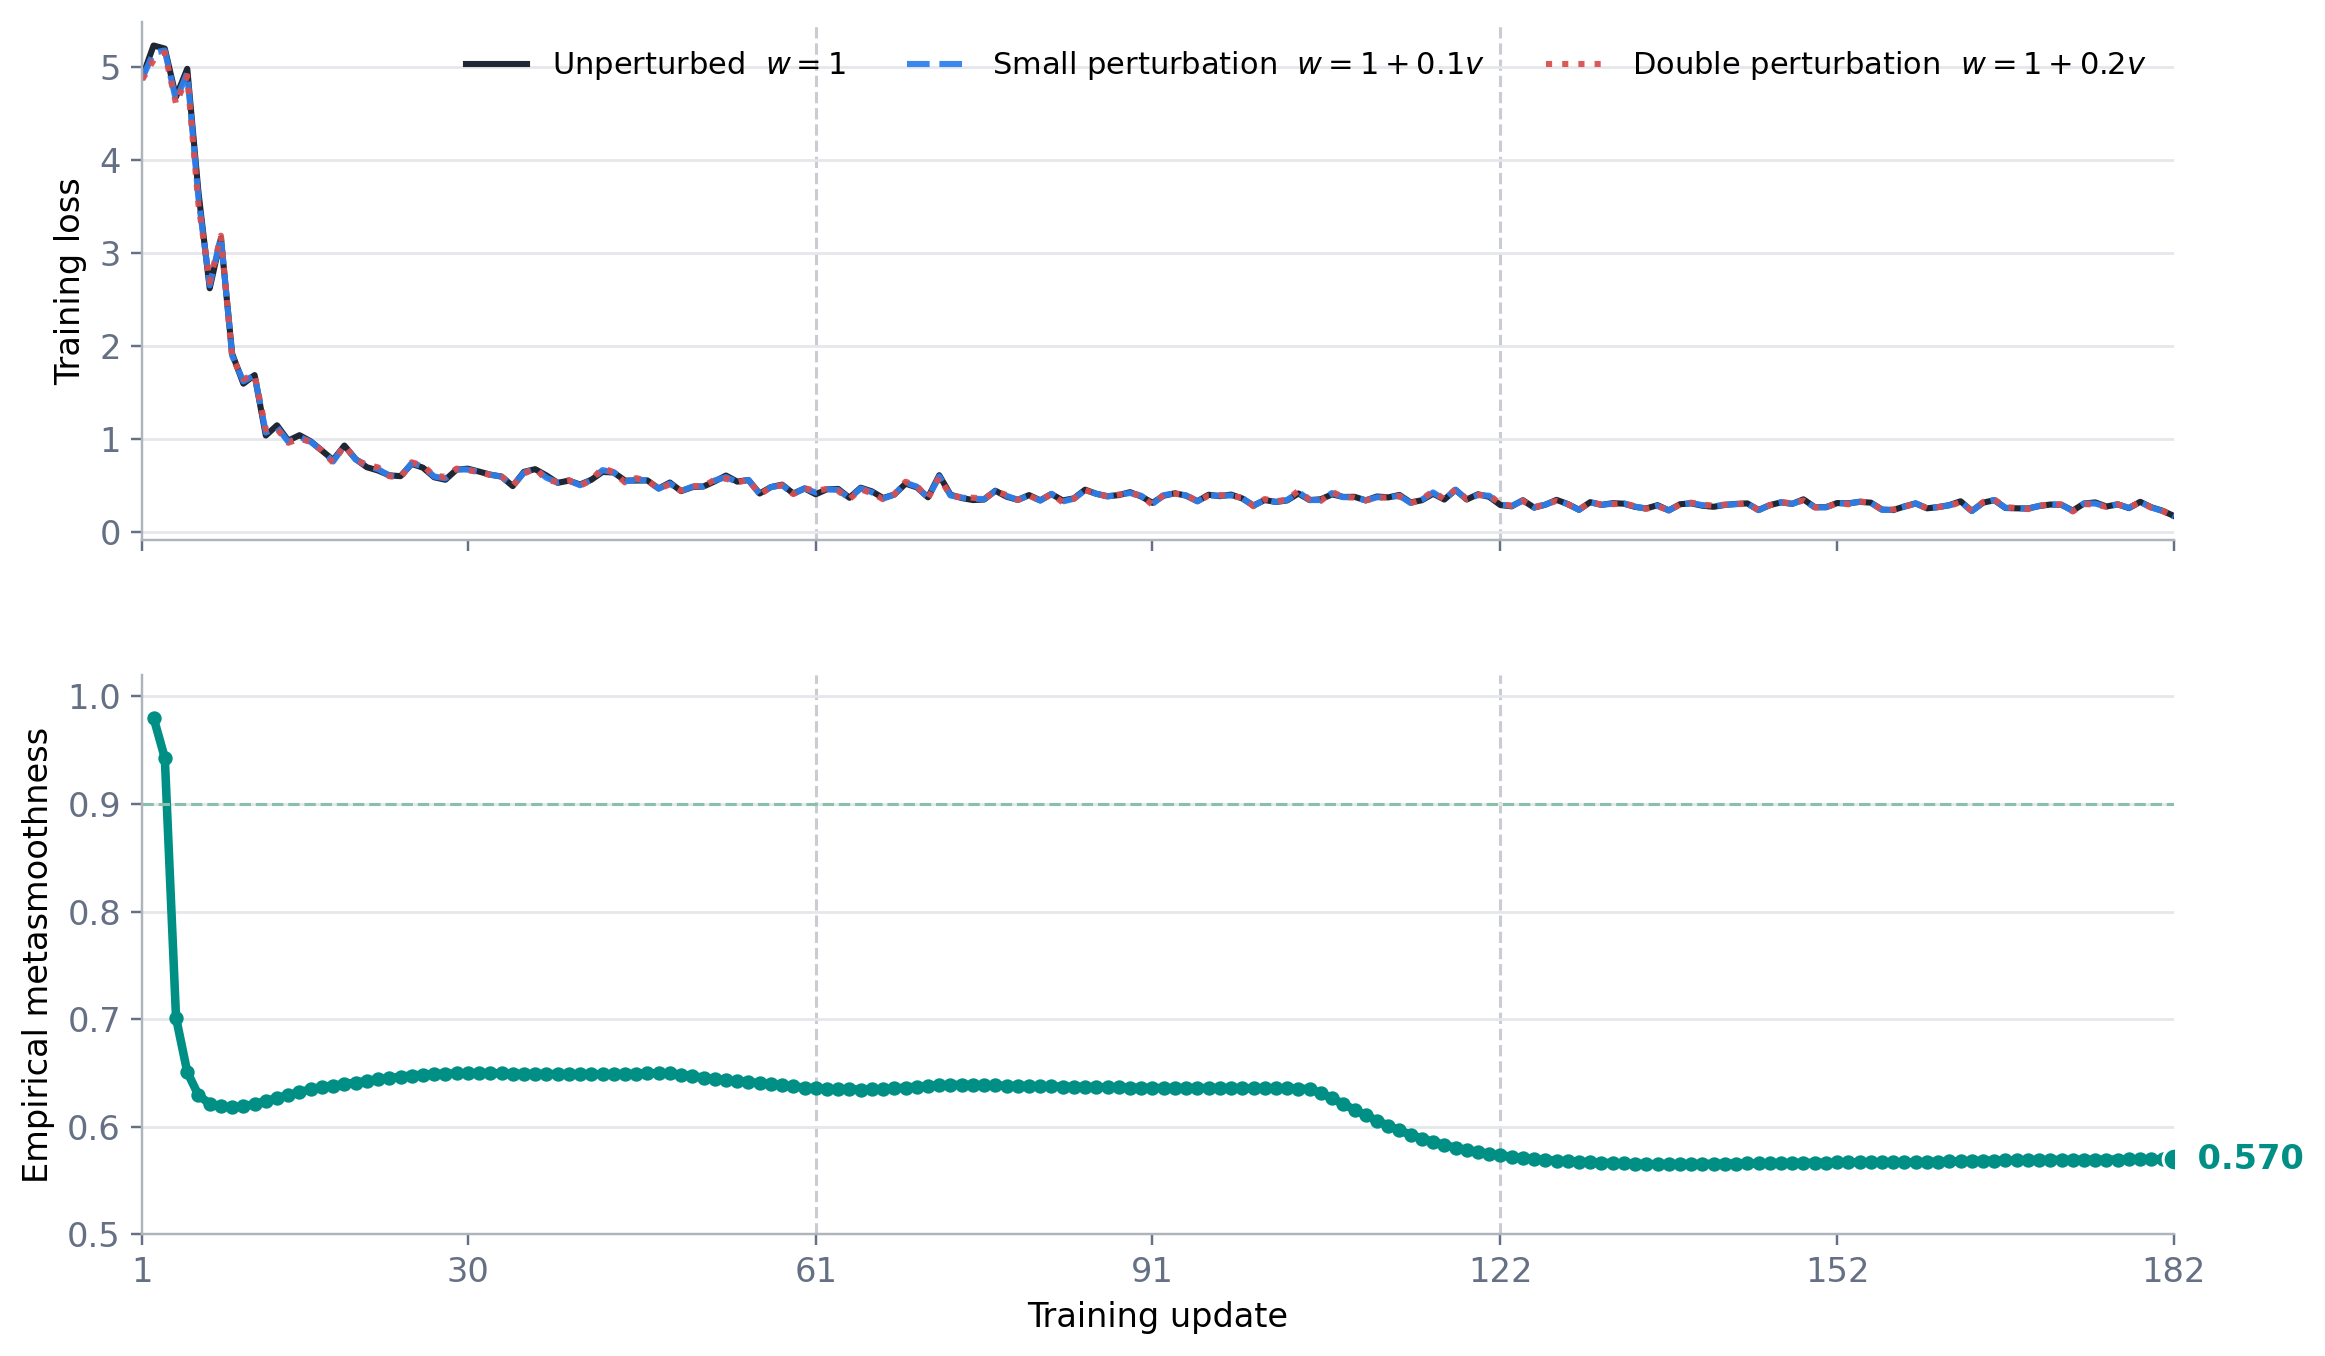 Unperturbed w = 1 Small perturbation w = 1 + 0.1v Double perturbation w = 1 + 0.2v
5
4
3
2
1
0
Training loss
1.0
0.9
0.8
0.7
0.6
0.5
Empirical metasmoothness
0.570
1 30 61 91 122 152 182
Training update